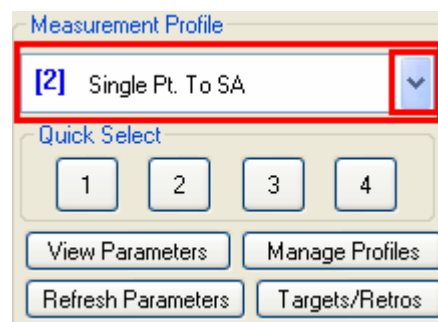 Measurement Profile
[2] Single Pt. To SA
Quick Select
1 2 3 4
View Parameters Manage Profiles
Refresh Parameters Targets/Retros